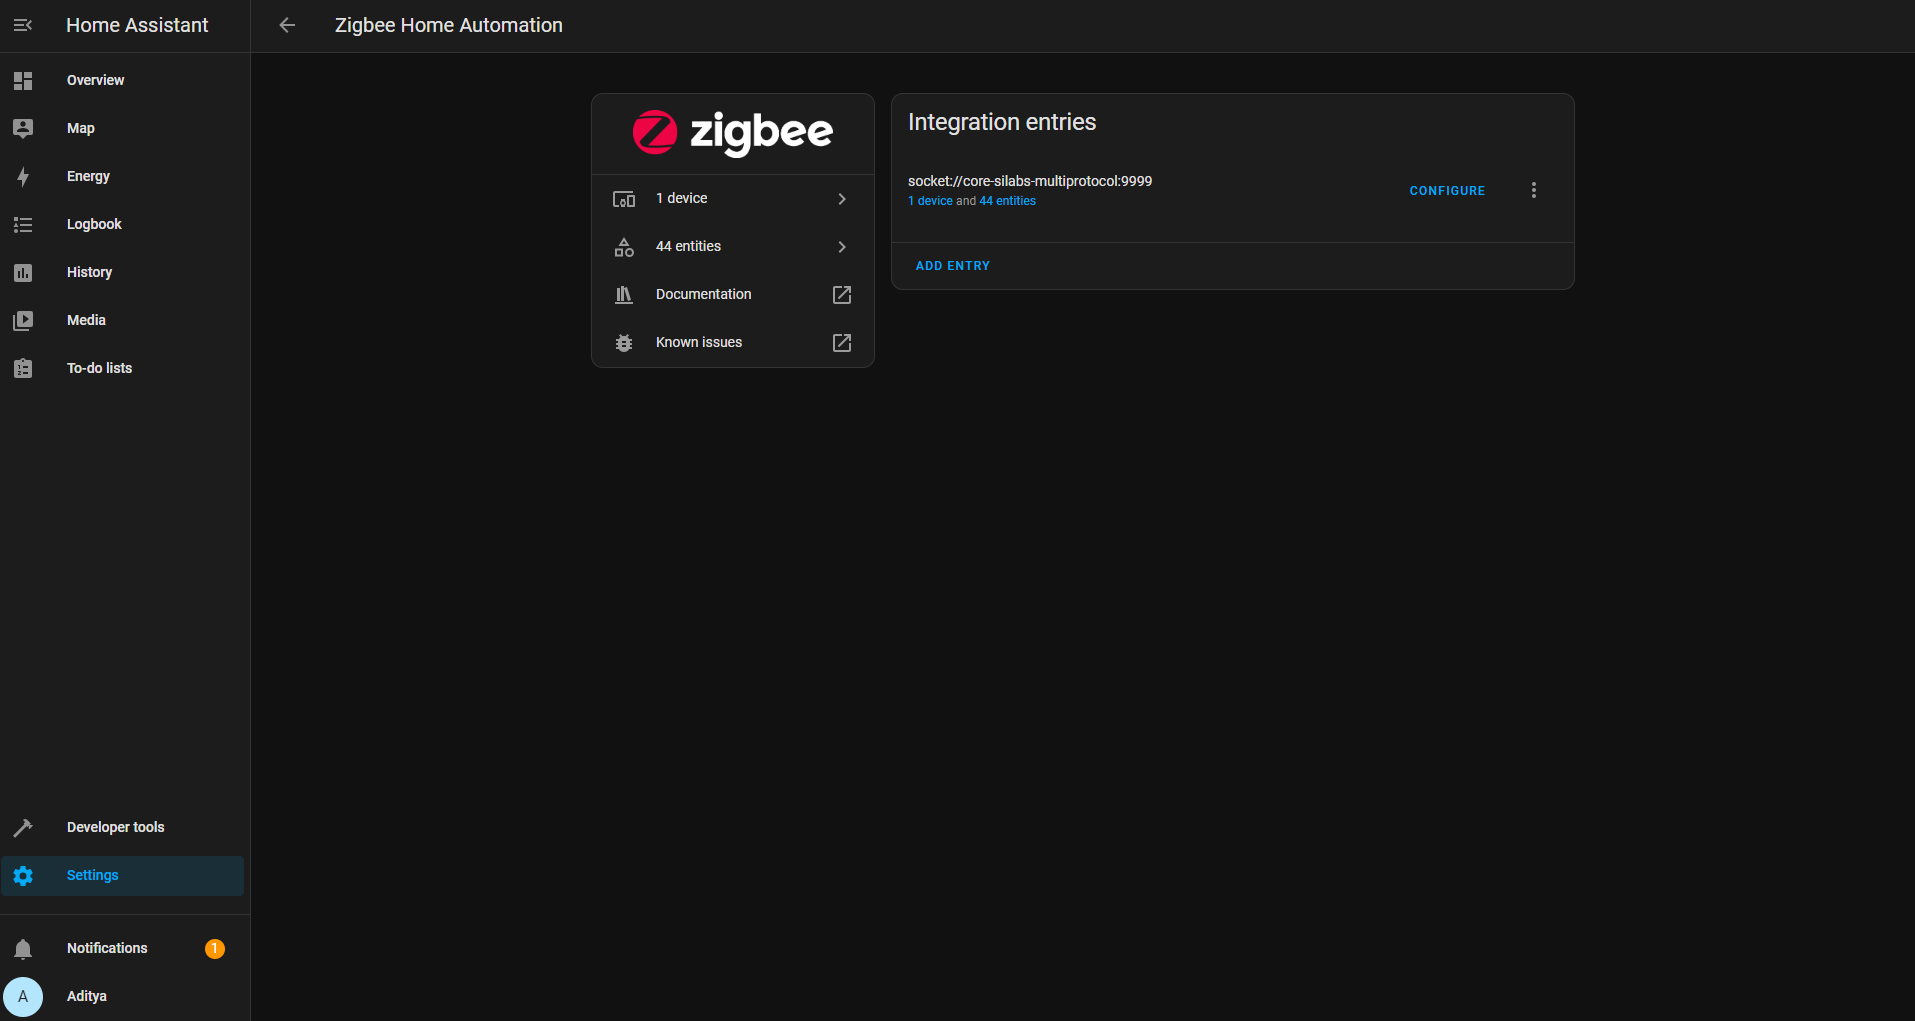 Home Assistant
Zigbee Home Automation
Overview
Map
Energy
Logbook
History
Media
To-do lists
Developer tools
Settings
Notifications
1
A
Aditya
zigbee
1 device
44 entities
Documentation
Known issues
Integration entries
socket://core-silabs-multiprotocol:9999
1 device and 44 entities
CONFIGURE
ADD ENTRY